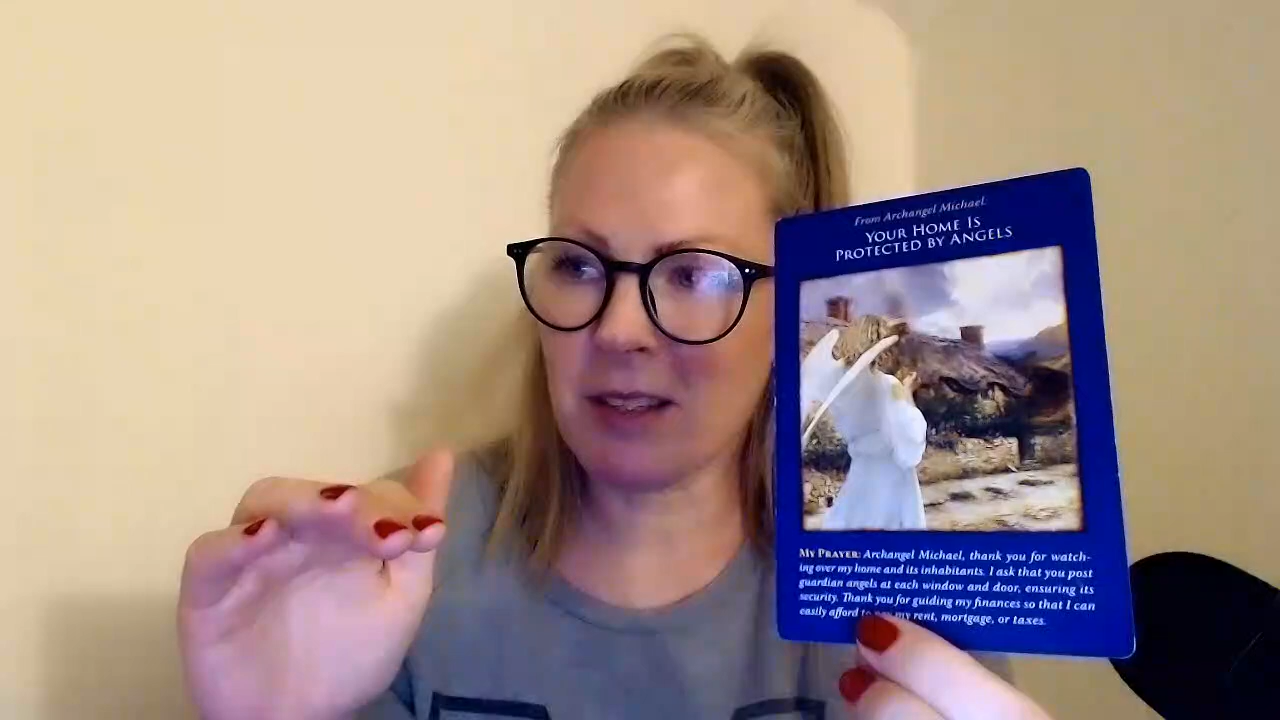 From Archangel Michael
YOUR HOME IS
PROTECTED BY ANGELS
MY PRAYER: Archangel Michael, thank you for watch-
ing over my home and its inhabitants. I ask that you post
guardian angels at each window and door, ensuring its
security. Thank you for guiding my finances so that I can
easily afford to pay my rent, mortgage, or taxes.